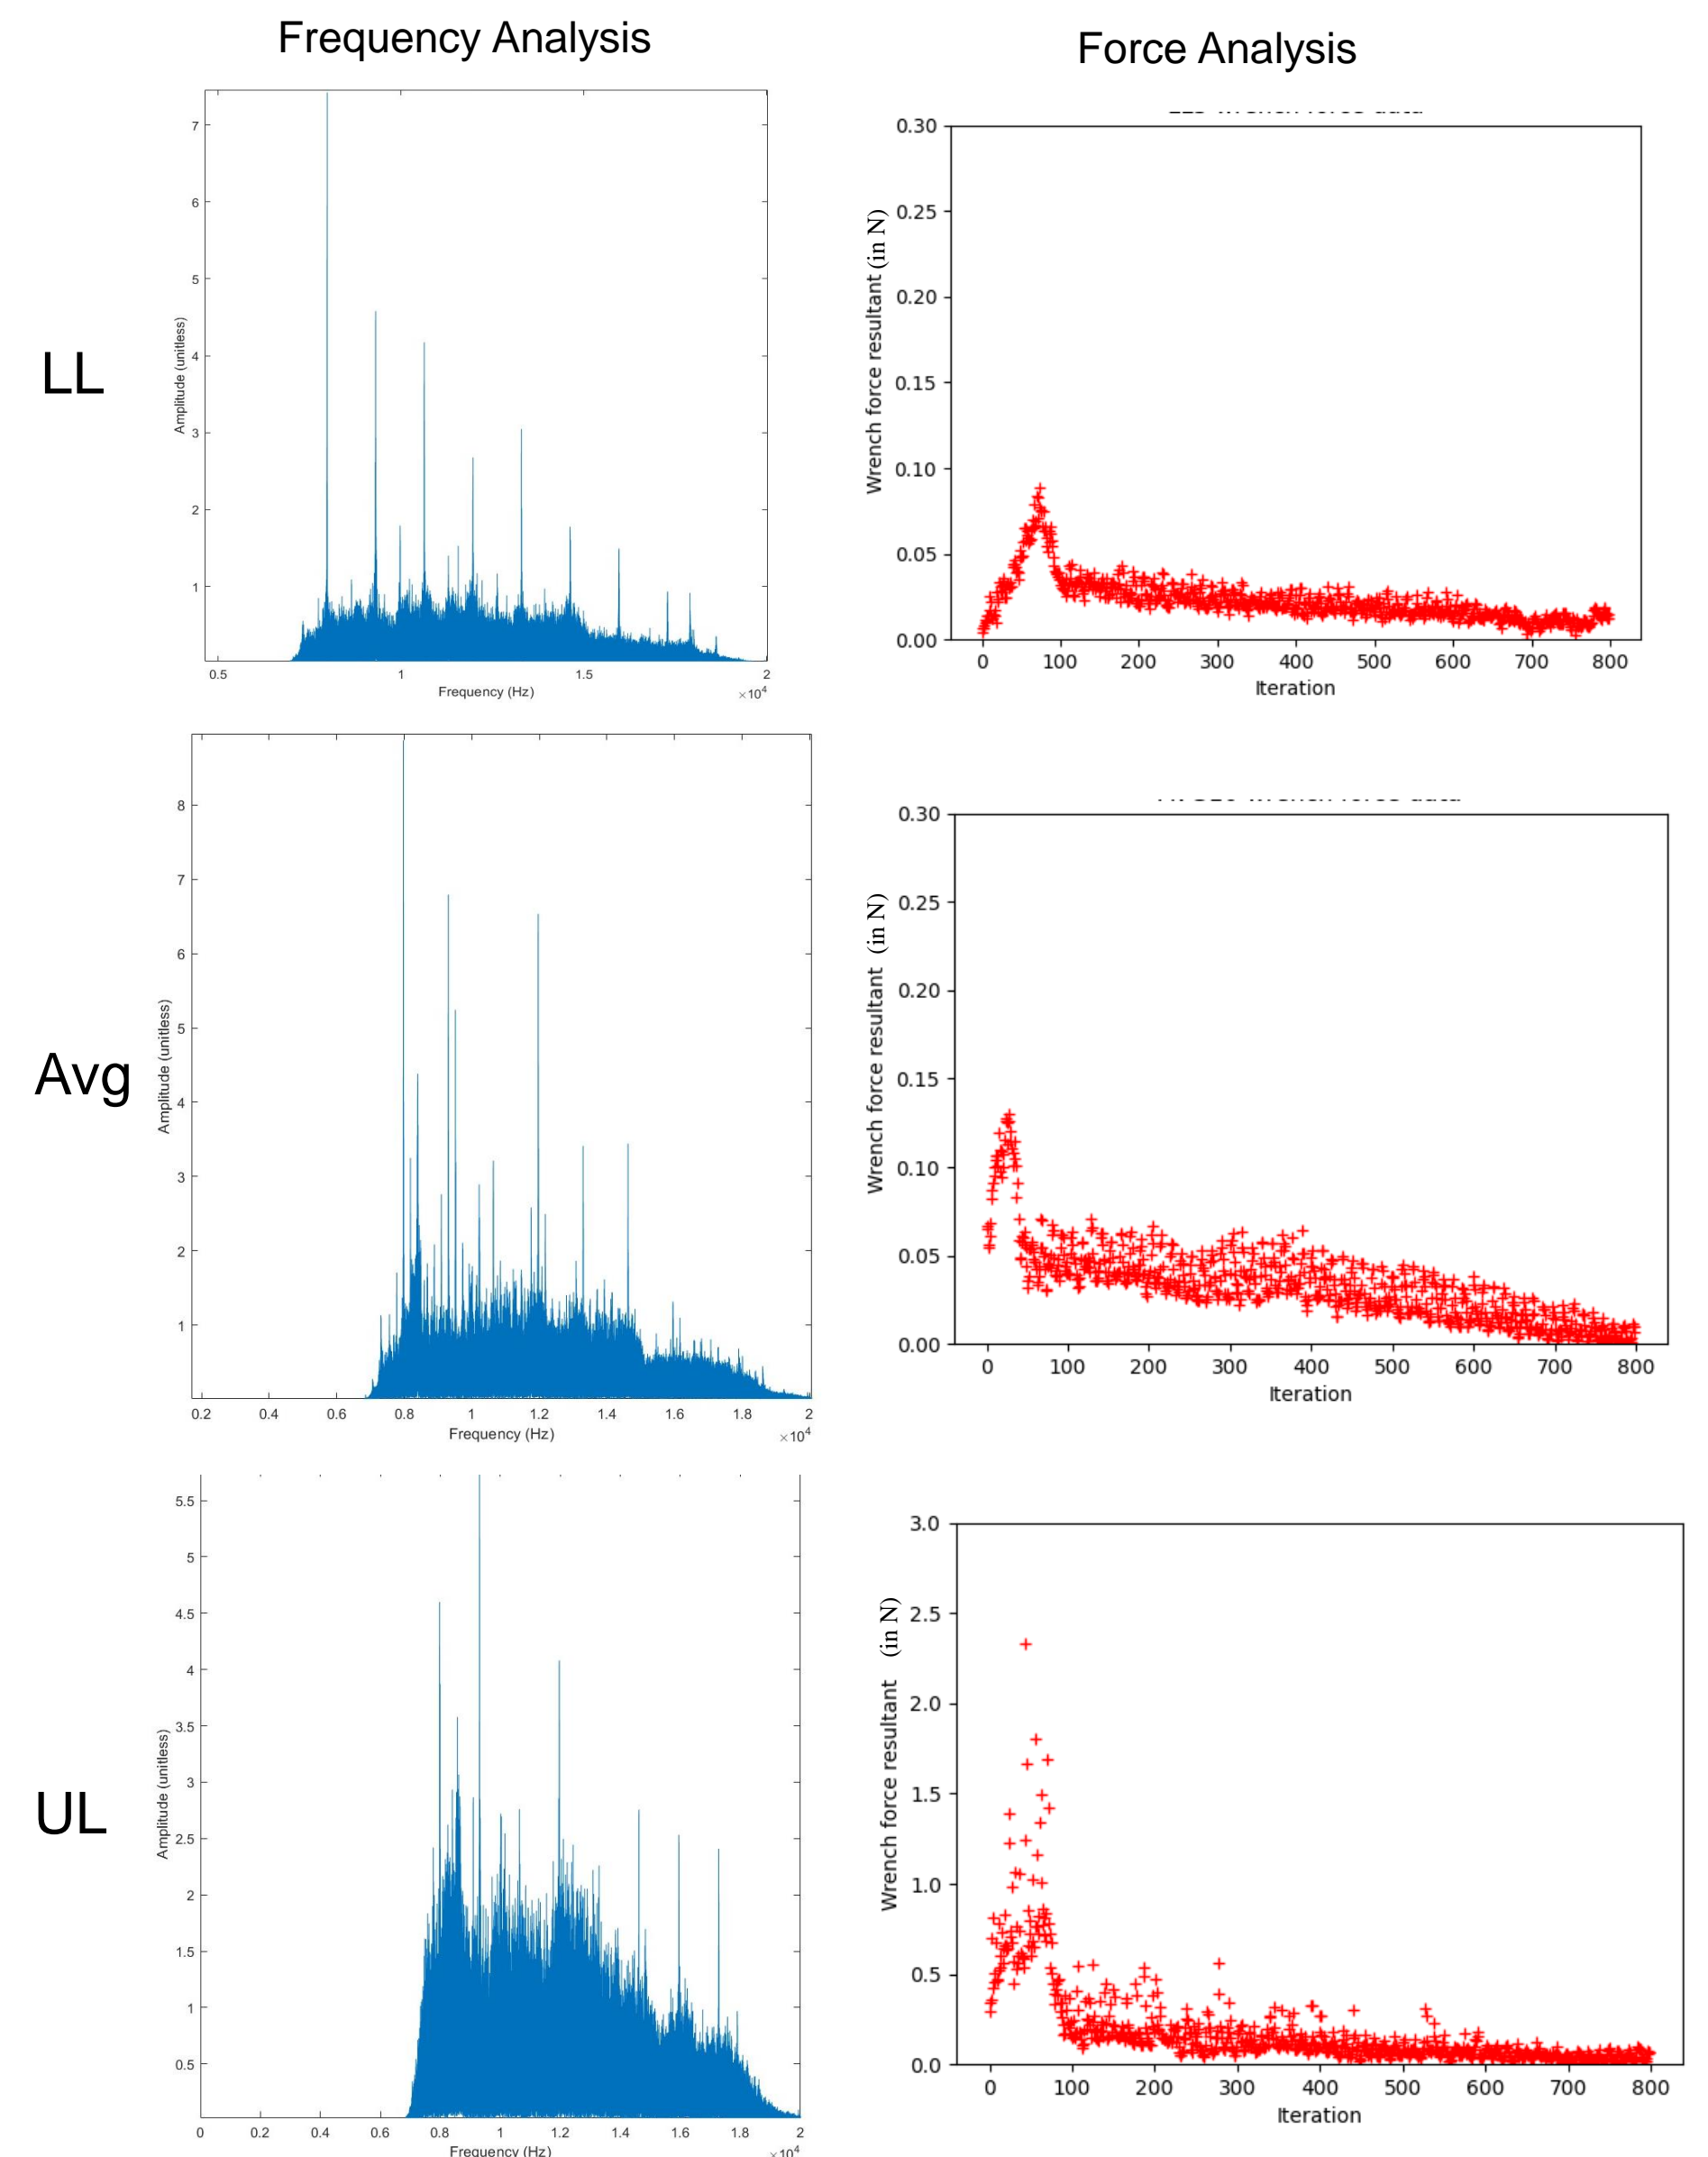 Frequency Analysis
Force Analysis
LL
7
6
5
4
3
2
1
Amplitude (unitless)
0.5 1 1.5 2
Frequency (Hz)
×10^4
0.30
0.25
0.20
0.15
0.10
0.05
0.00
Wrench force resultant (in N)
0 100 200 300 400 500 600 700 800
Iteration
Avg
8
7
6
5
4
3
2
1
Amplitude (unitless)
0.2 0.4 0.6 0.8 1 1.2 1.4 1.6 1.8 2
Frequency (Hz)
×10^4
0.30
0.25
0.20
0.15
0.10
0.05
0.00
Wrench force resultant (in N)
0 100 200 300 400 500 600 700 800
Iteration
UL
5.5
5
4.5
4
3.5
3
2.5
2
1.5
1
0.5
Amplitude (unitless)
0 0.2 0.4 0.6 0.8 1 1.2 1.4 1.6 1.8 2
Frequency (Hz)
×10^4
3.0
2.5
2.0
1.5
1.0
0.5
0.0
Wrench force resultant (in N)
0 100 200 300 400 500 600 700 800
Iteration